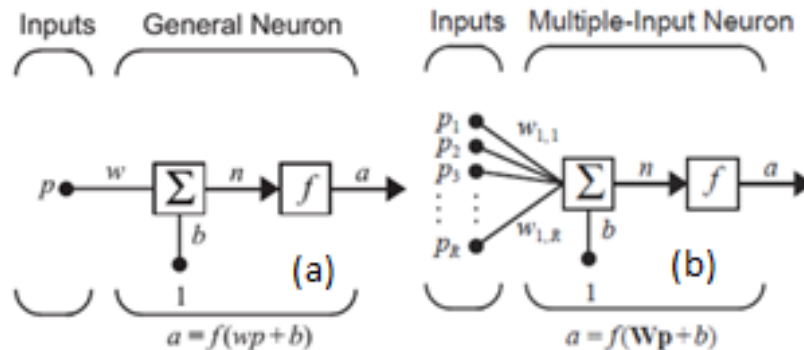 Inputs General Neuron
p w Σ n f a
b
1
(a)
a = f(wp + b)
Inputs Multiple-Input Neuron
p1 w1,1
p2
p3
Σ n f a
pR w1,R b
1
(b)
a = f(Wp + b)